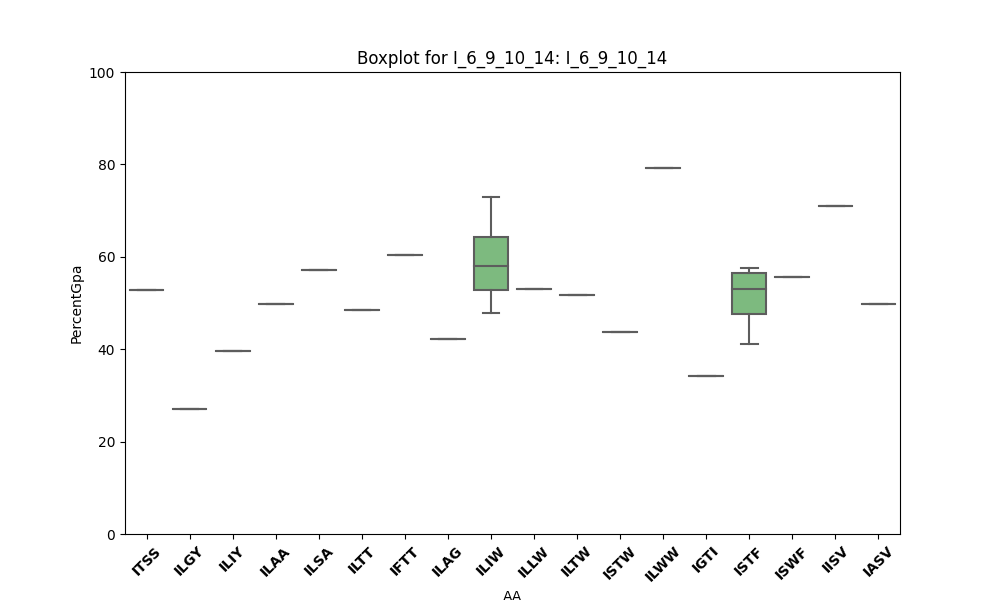 Boxplot for I_6_9_10_14: I_6_9_10_14
100
80
60
40
20
0
PercentGpa
ITSS ILGY ILIY ILAA ILSA ILTT IFTT ILAG ILIW ILLW ILTW ISTW ILWW IGTI ISTF ISWF IISV IASV
AA